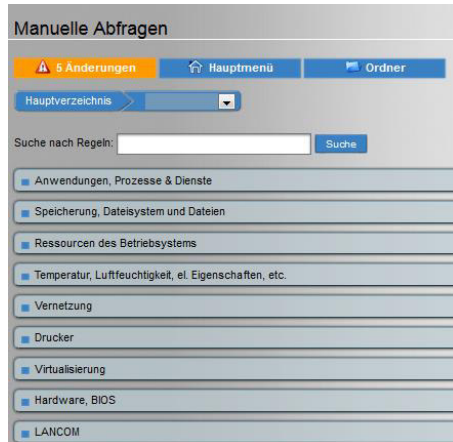 Manuelle Abfragen
5 Änderungen Hauptmenü Ordner
Hauptverzeichnis
Suche nach Regeln: Suche
Anwendungen, Prozesse & Dienste
Speicherung, Dateisystem und Dateien
Ressourcen des Betriebsystems
Temperatur, Luftfeuchtigkeit, el. Eigenschaften, etc.
Vernetzung
Drucker
Virtualisierung
Hardware, BIOS
LANCOM